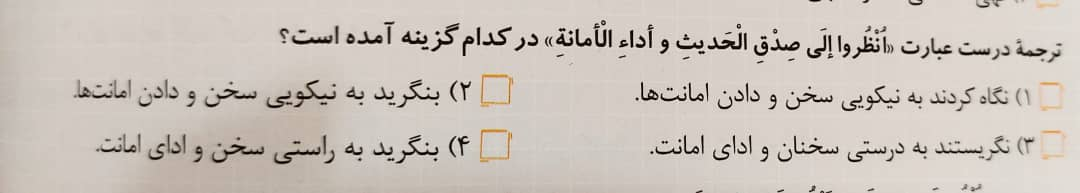 ترجمهٔ درست عبارت «اُنْظُروا إلَی صِدْقِ الْحَدیثِ و أداءِ الْأمانةِ» در کدام گزینه آمده است؟
۱) نگاه کردند به نیکویی سخن و دادن امانت‌ها. ۲) بنگرید به نیکویی سخن و دادن امانت‌ها.
۳) نگریستند به درستی سخنان و ادای امانت. ۴) بنگرید به راستی سخن و ادای امانت.